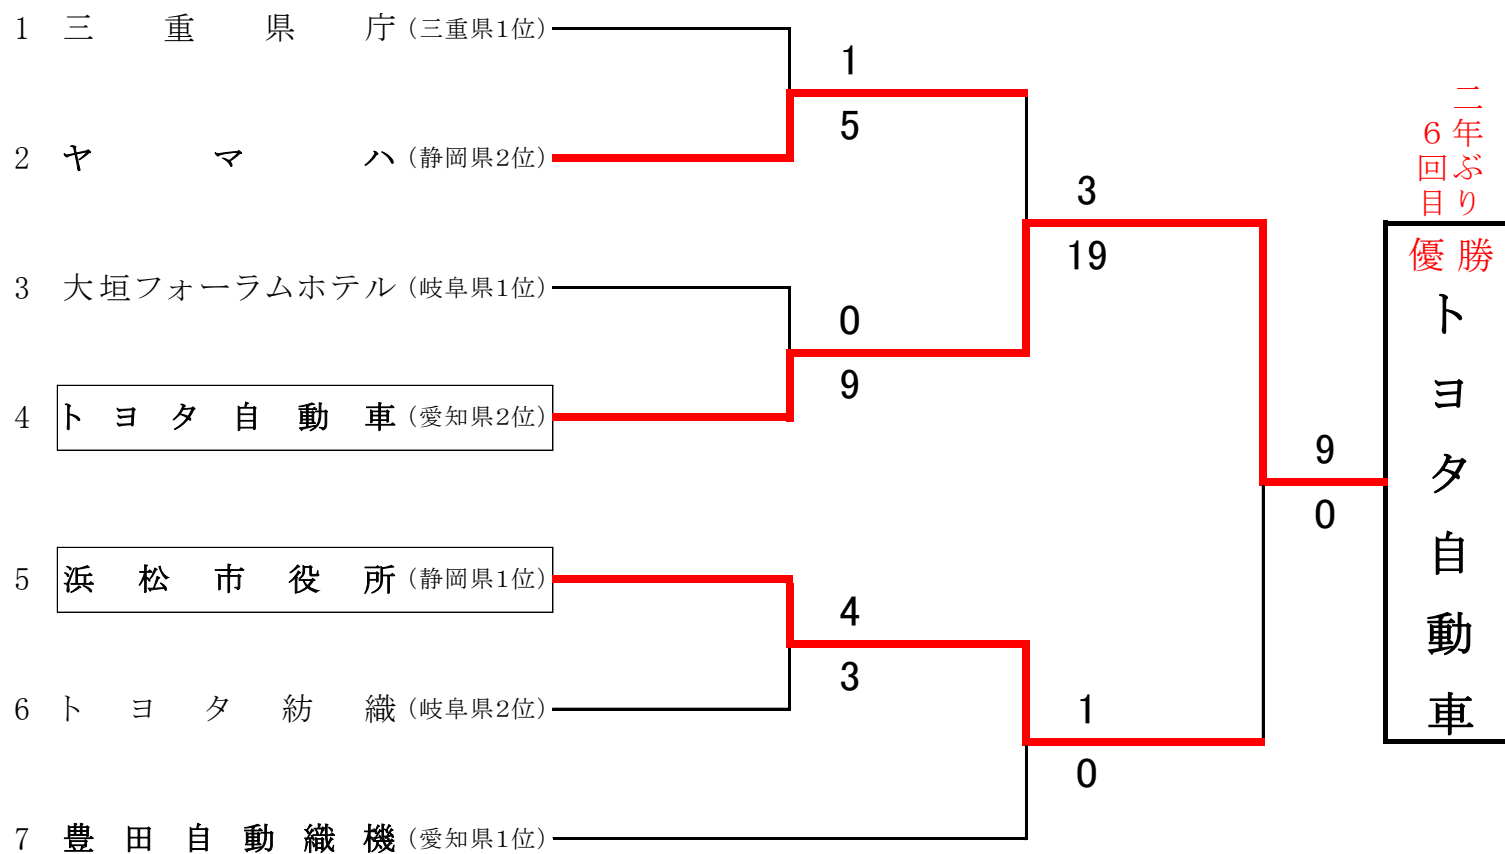 1 三重県庁 (三重県1位)
1
5
2 ヤマハ (静岡県2位)
3
19
3 大垣フォーラムホテル (岐阜県1位)
0
9
4 トヨタ自動車 (愛知県2位)
9
0
5 浜松市役所 (静岡県1位)
4
3
6 トヨタ紡織 (岐阜県2位)
1
0
7 豊田自動織機 (愛知県1位)
二年ぶり
6回目
優勝
トヨタ自動車